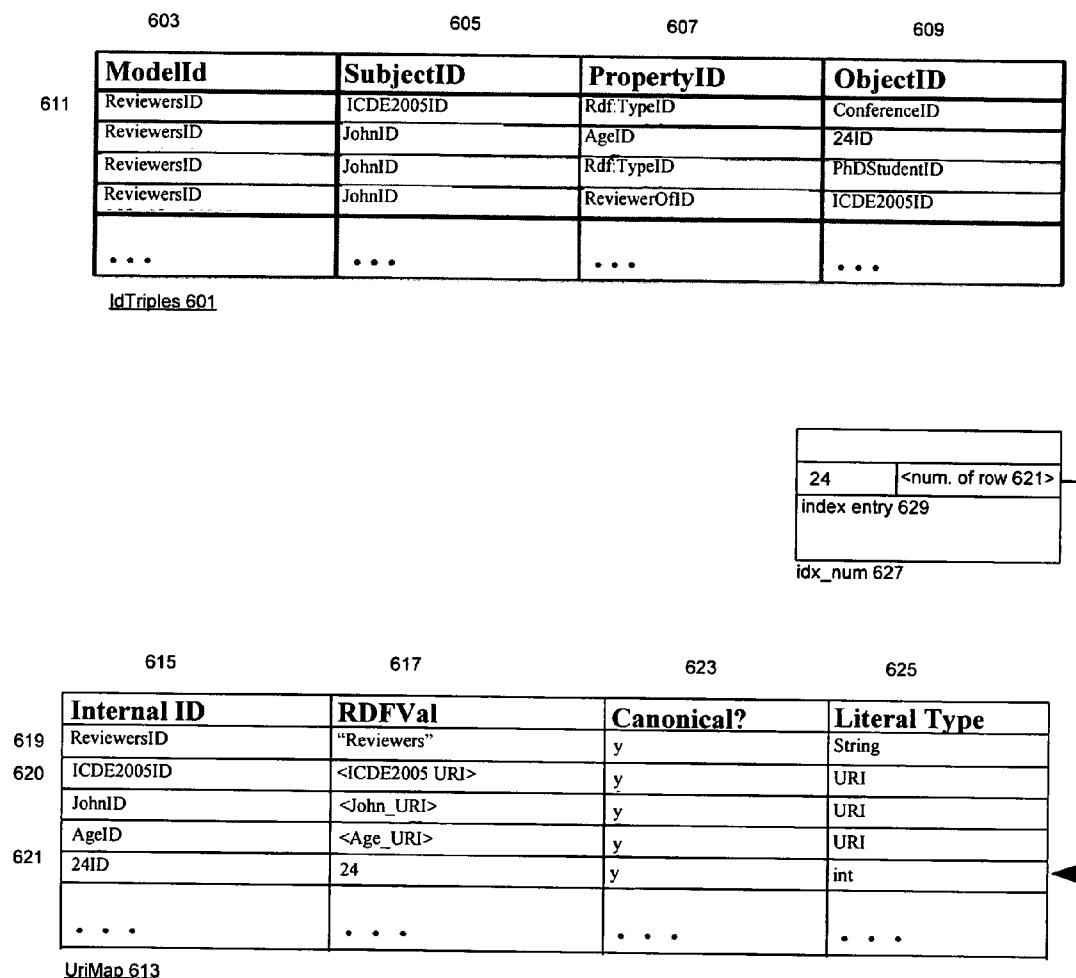 603 605 607 609
ModelId SubjectID PropertyID ObjectID
611 ReviewersID ICDE2005ID Rdf:TypeID ConferenceID
ReviewersID JohnID AgeID 24ID
ReviewersID JohnID Rdf:TypeID PhDStudentID
ReviewersID JohnID ReviewerOfID ICDE2005ID
. . . . . . . . . . . .
IdTriples 601
24 <num. of row 621>
index entry 629
idx_num 627
615 617 623 625
Internal ID RDFVal Canonical? Literal Type
619 ReviewersID “Reviewers” y String
620 ICDE2005ID <ICDE2005 URI> y URI
JohnID <John_URI> y URI
AgeID <Age_URI> y URI
621 24ID 24 y int
. . . . . . . . . . . .
UriMap 613